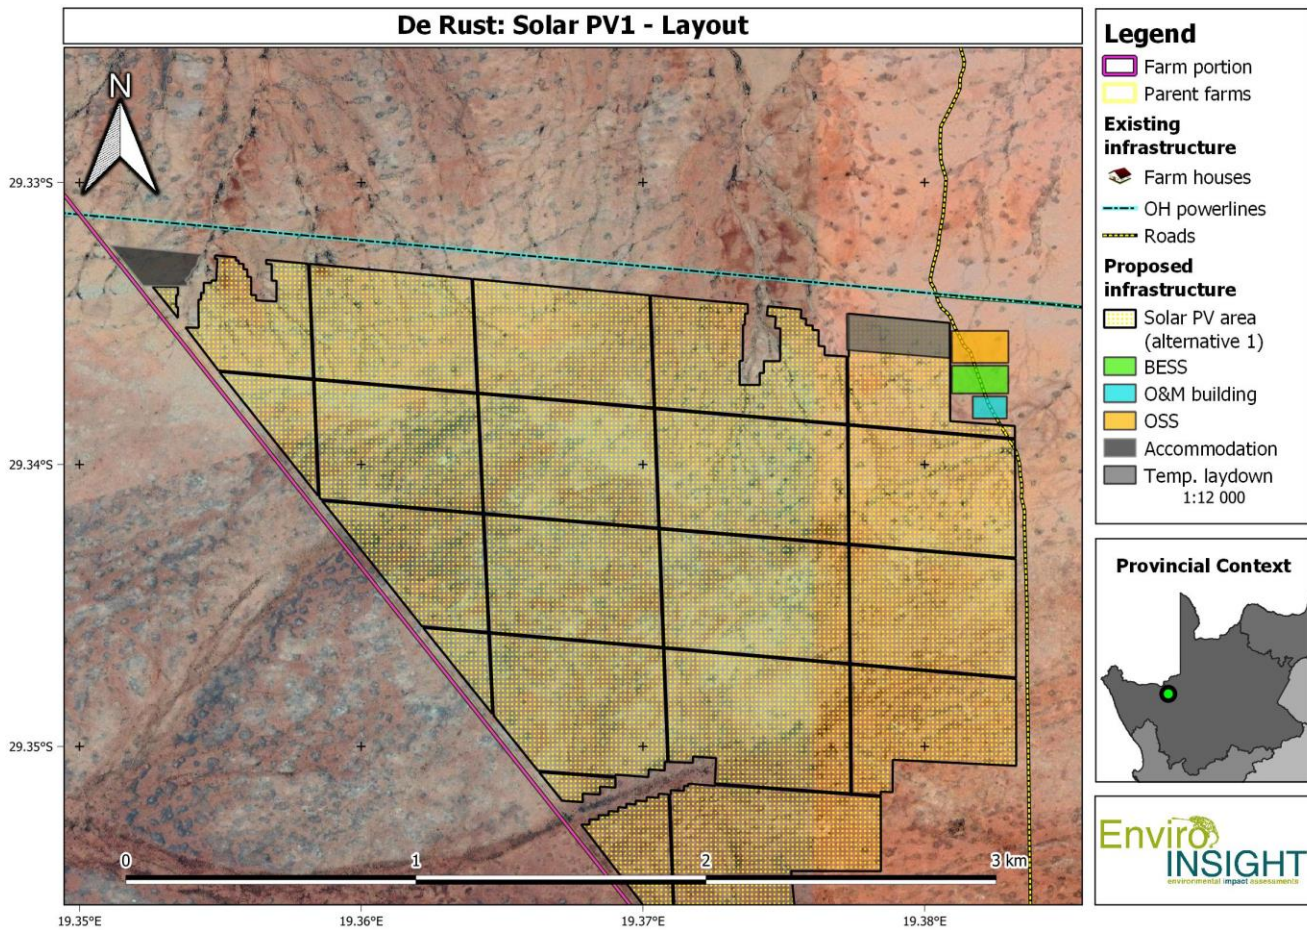 De Rust: Solar PV1 - Layout
N
29.33°S
29.34°S
29.35°S
0 1 2 3 km
19.35°E 19.36°E 19.37°E 19.38°E
Legend
Farm portion
Parent farms
Existing
infrastructure
Farm houses
OH powerlines
Roads
Proposed
infrastructure
Solar PV area
(alternative 1)
BESS
O&M building
OSS
Accommodation
Temp. laydown
1:12 000
Provincial Context
Enviro
INSIGHT
environmental impact assessments